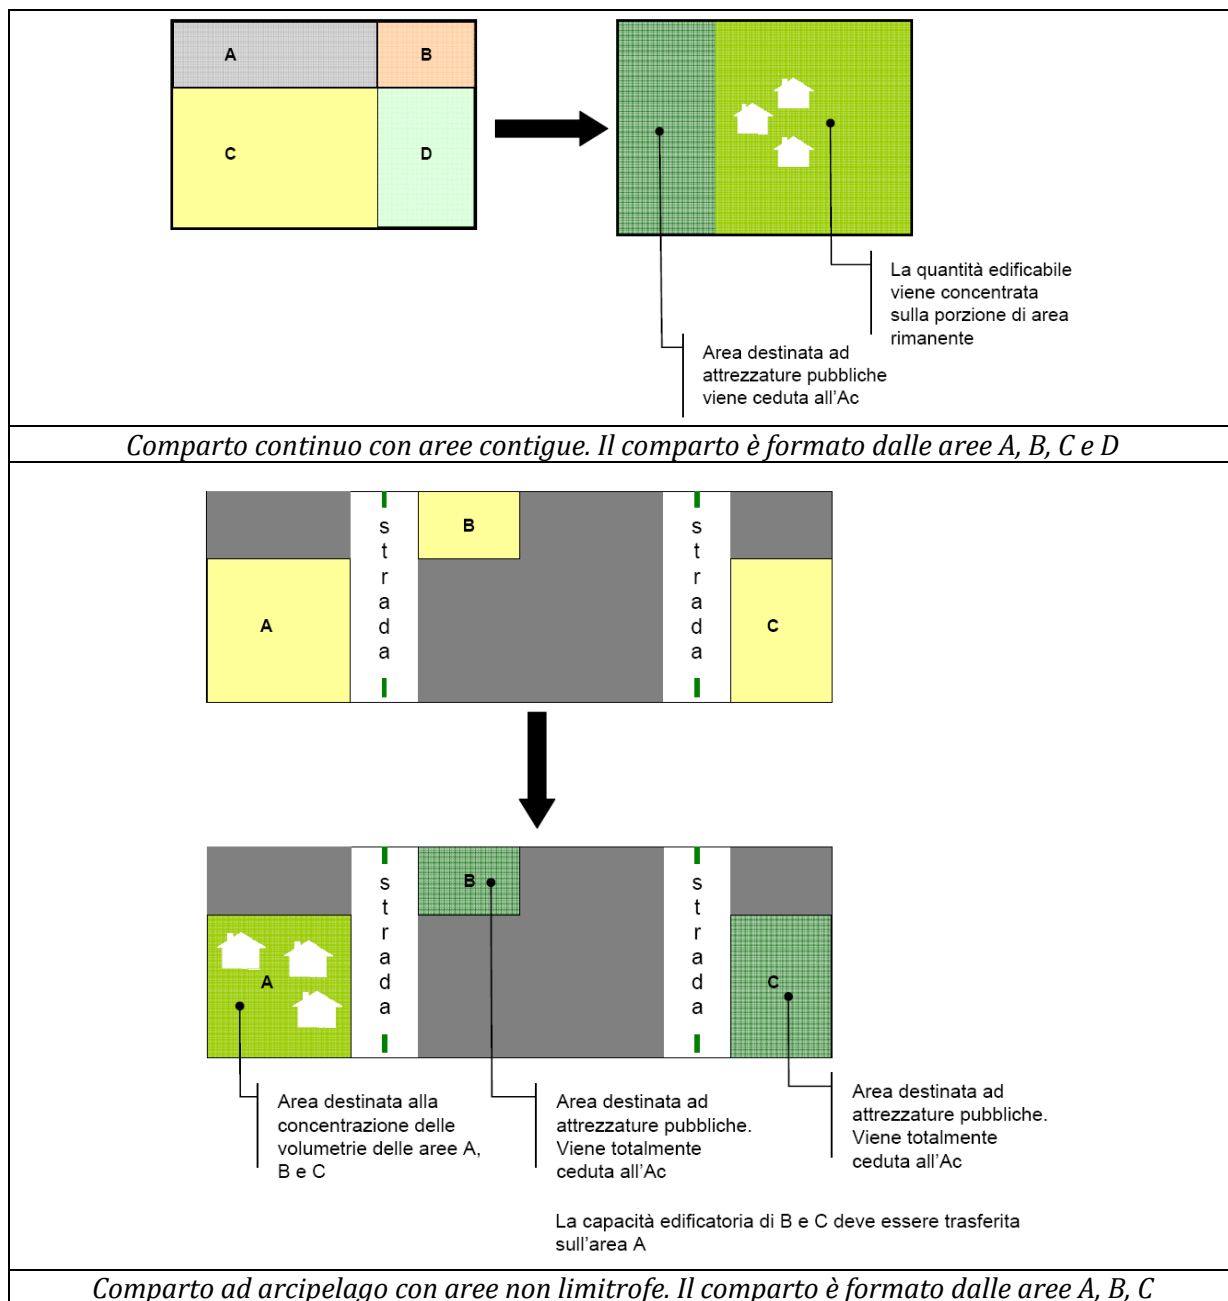 A
B
C
D
La quantità edificabile
viene concentrata
sulla porzione di area
rimanente
Area destinata ad
attrezzature pubbliche
viene ceduta all'Ac
Comparto continuo con aree contigue. Il comparto è formato dalle aree A, B, C e D
strada
B
strada
A
C
strada
B
strada
A
C
Area destinata alla
concentrazione delle
volumetrie delle aree A,
B e C
Area destinata ad
attrezzature pubbliche.
Viene totalmente
ceduta all'Ac
Area destinata ad
attrezzature pubbliche.
Viene totalmente
ceduta all'Ac
La capacità edificatoria di B e C deve essere trasferita
sull'area A
Comparto ad arcipelago con aree non limitrofe. Il comparto è formato dalle aree A, B, C